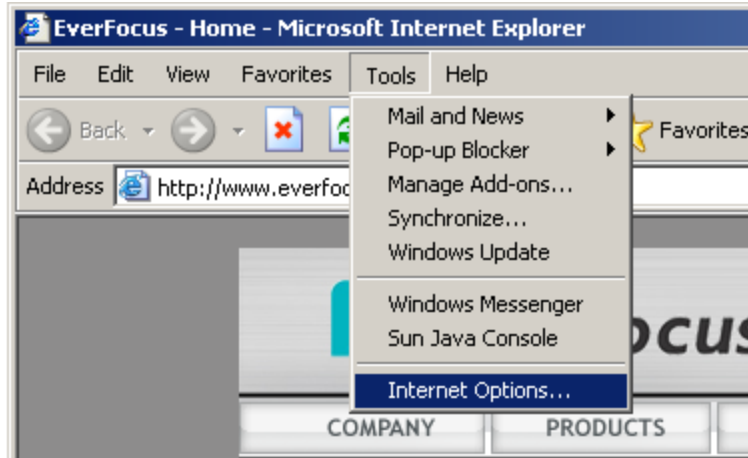 EverFocus - Home - Microsoft Internet Explorer
File Edit View Favorites Tools Help
Back Favorites
Address http://www.everfoc
Mail and News
Pop-up Blocker
Manage Add-ons...
Synchronize...
Windows Update
Windows Messenger
Sun Java Console
Internet Options...
ocus
COMPANY PRODUCTS